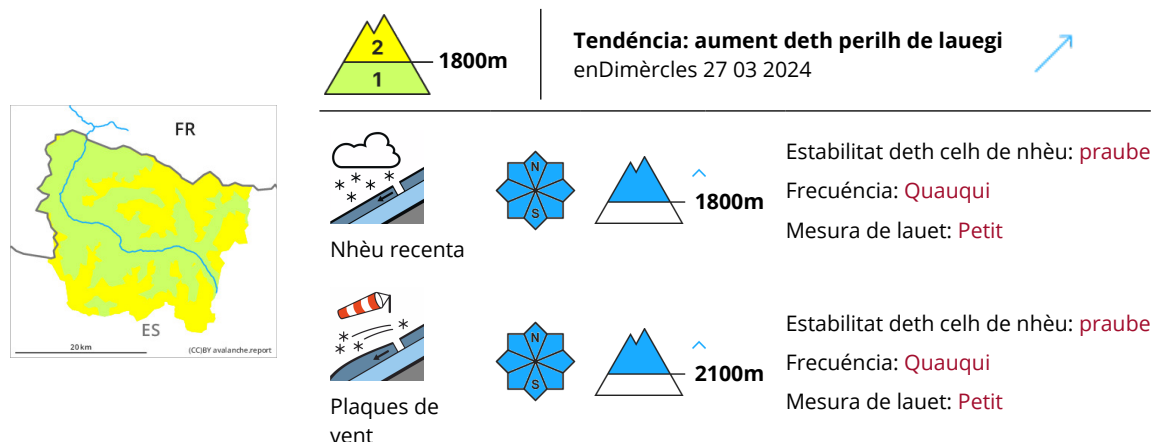 FR
ES
20 km
(CC)BY avalanche.report
2
1
1800m
Tendéncia: aument deth perilh de lauegi
enDimèrcles 27 03 2024
Nhèu recenta
N
S
1800m
Estabilitat deth celh de nhèu: praube
Frecuéncia: Quauqui
Mesura de lauet: Petit
Plaques de
vent
N
S
2100m
Estabilitat deth celh de nhèu: praube
Frecuéncia: Quauqui
Mesura de lauet: Petit